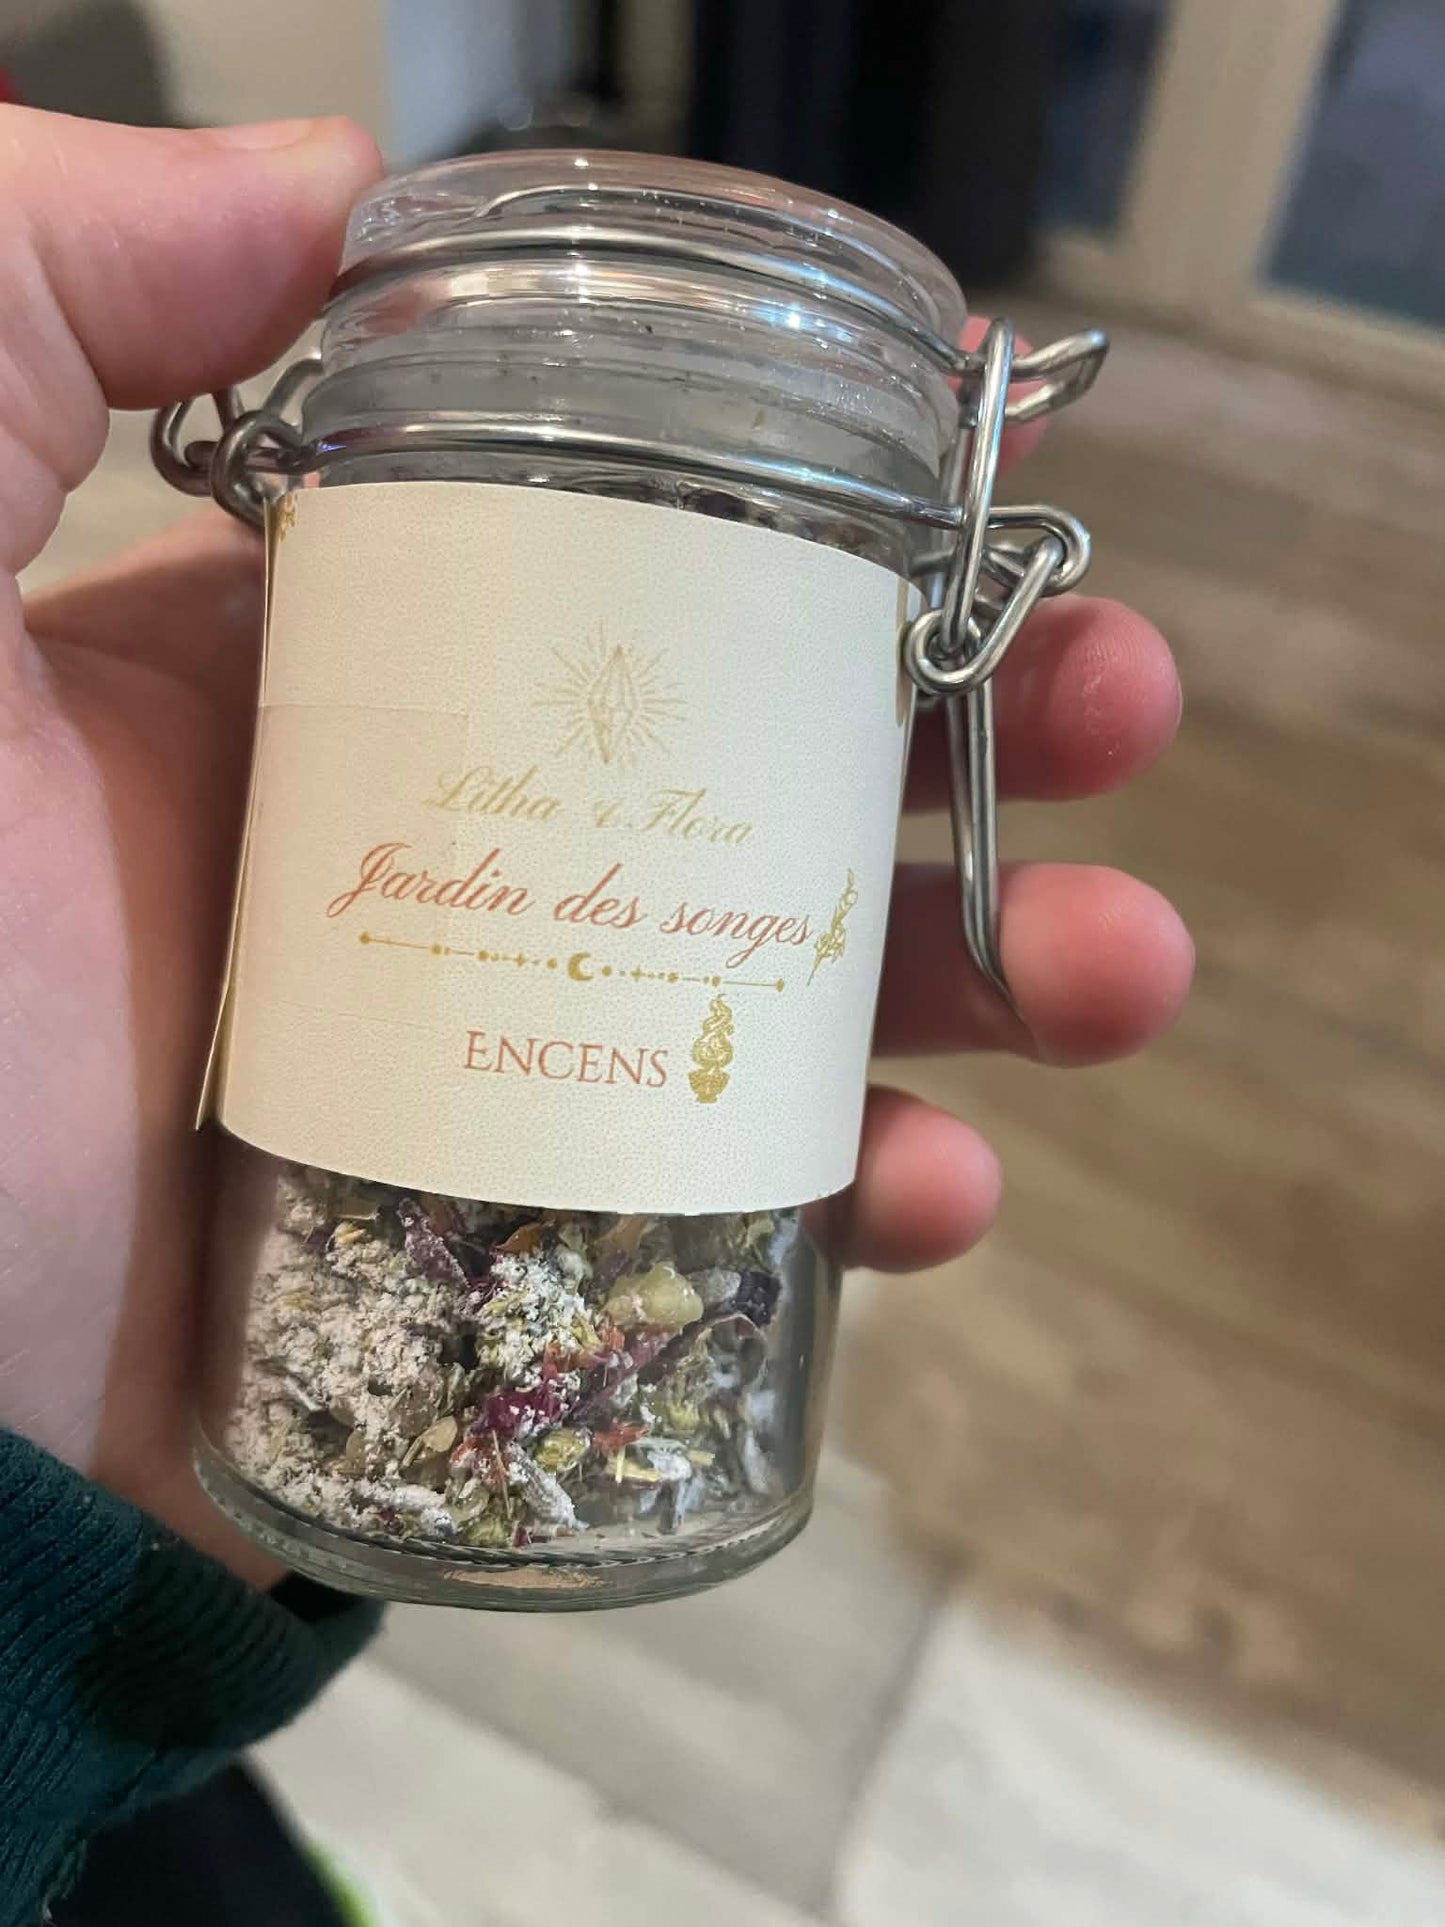 Litha & Flora
Jardin des songes
ENCENS